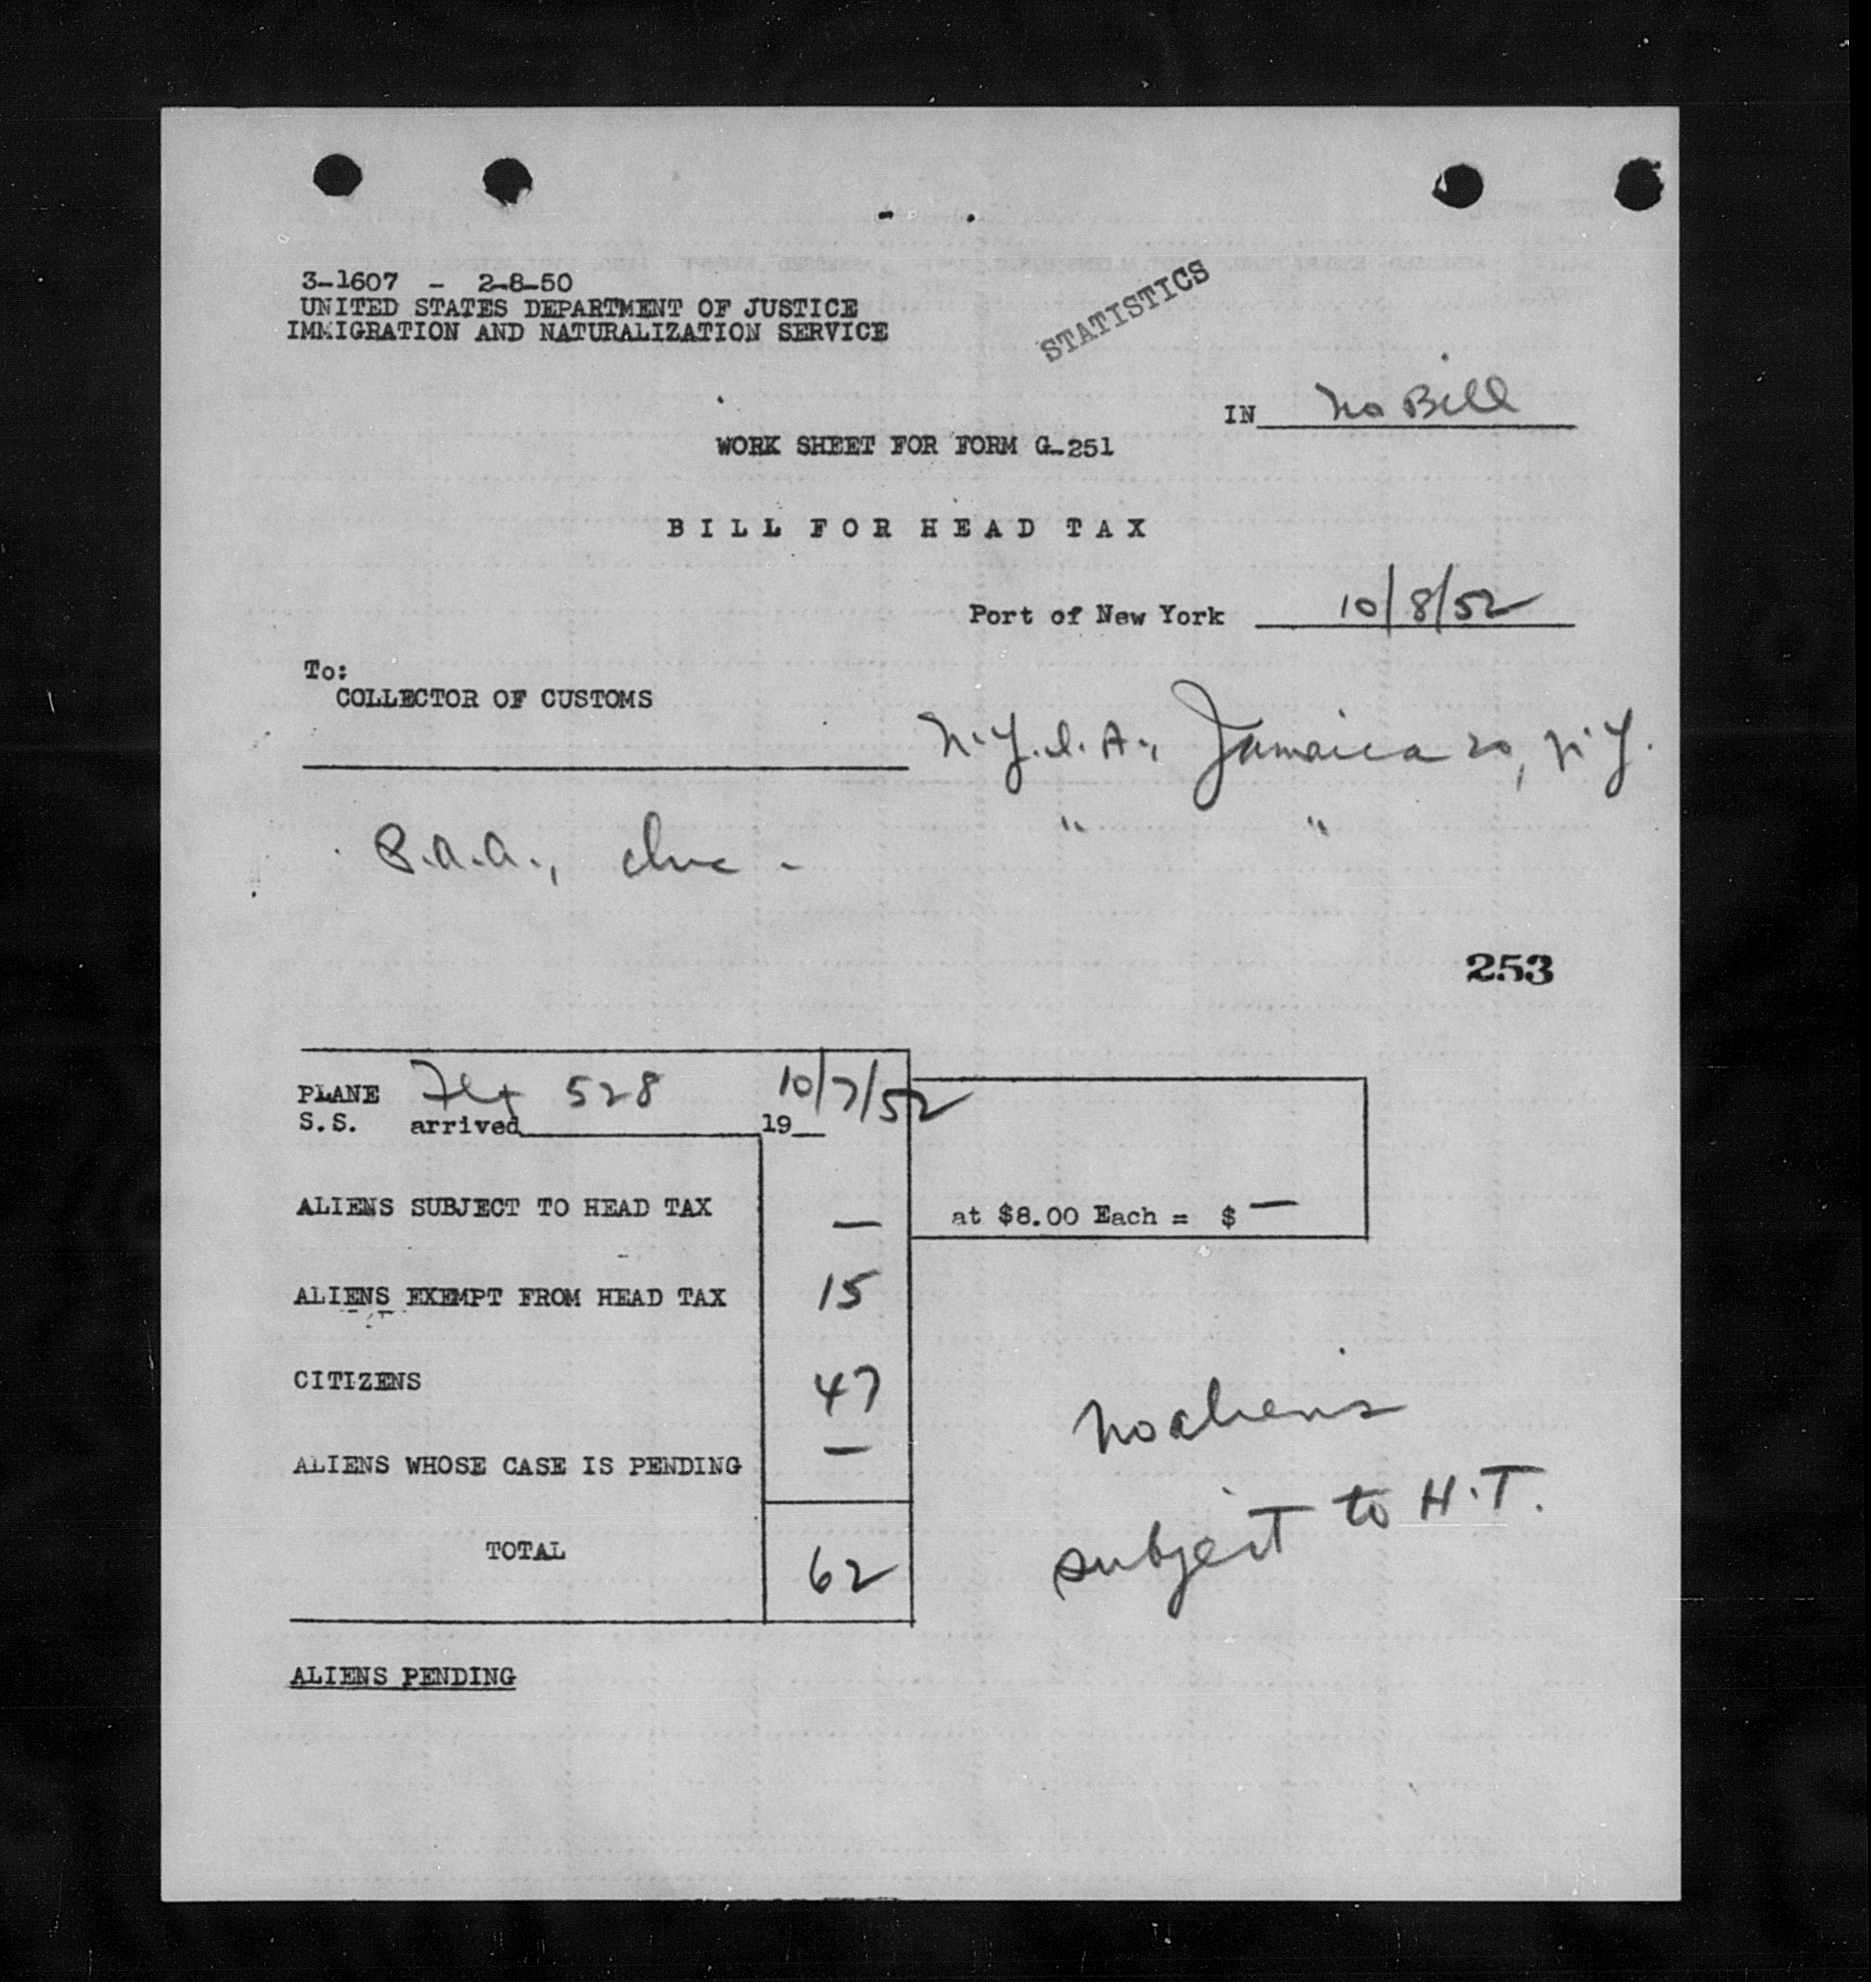 3-1607 - 2-8-50
UNITED STATES DEPARTMENT OF JUSTICE
IMMIGRATION AND NATURALIZATION SERVICE
STATISTICS
IN No Bill
WORK SHEET FOR FORM G-251
BILL FOR HEAD TAX
Port of New York 10/8/52
To:
COLLECTOR OF CUSTOMS
N.Y.I.A., Jamaica 20, N.Y.
P.A.A., Inc. " "
253
PLANE Flt 528 10/7/52
S.S. arrived 19
ALIENS SUBJECT TO HEAD TAX — at $8.00 Each = $ —
ALIENS EXEMPT FROM HEAD TAX 15
CITIZENS 47
No aliens
ALIENS WHOSE CASE IS PENDING —
subject to H.T.
TOTAL 62
ALIENS PENDING